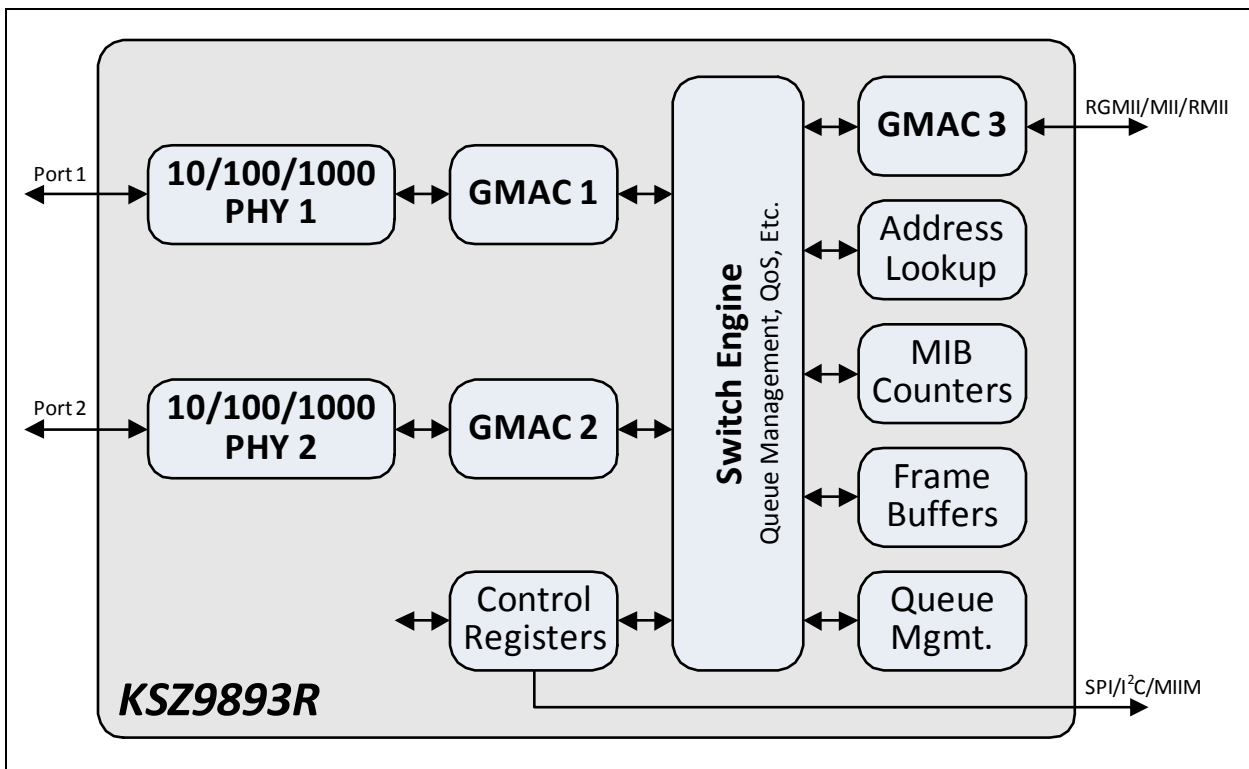 Port 1
10/100/1000
PHY 1
GMAC 1
Switch Engine
Queue Management, QoS, Etc.
GMAC 3
RGMII/MII/RMII
Address
Lookup
MIB
Counters
Port 2
10/100/1000
PHY 2
GMAC 2
Frame
Buffers
Control
Registers
Queue
Mgmt.
KSZ9893R
SPI/I²C/MIIM